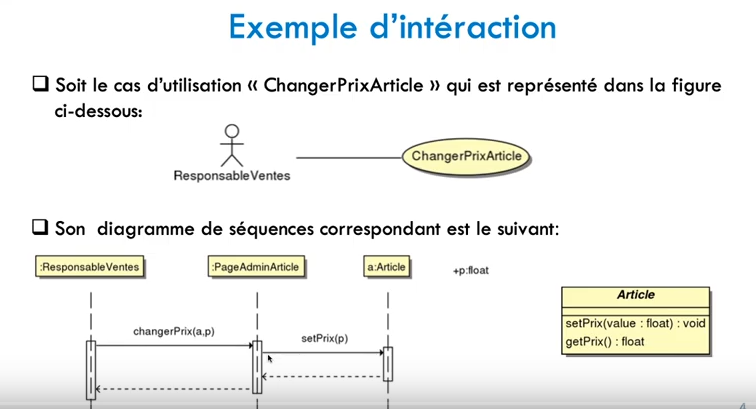 Exemple d'intéraction
Soit le cas d'utilisation « ChangerPrixArticle » qui est représenté dans la figure
ci-dessous:
ChangerPrixArticle
ResponsableVentes
Son diagramme de séquences correspondant est le suivant:
:ResponsableVentes
:PageAdminArticle
a:Article
+p:float
Article
setPrix(value : float) : void
getPrix() : float
changerPrix(a,p)
setPrix(p)